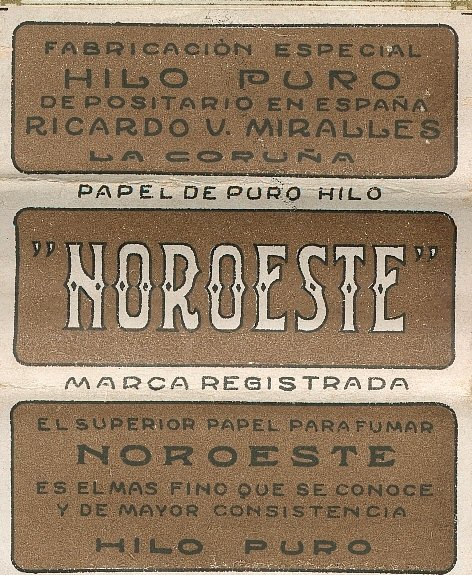 FABRICACIÓN ESPECIAL
HILO PURO
DEPOSITARIO EN ESPAÑA
RICARDO V. MIRALLES
LA CORUÑA
PAPEL DE PURO HILO
"NOROESTE"
MARCA REGISTRADA
EL SUPERIOR PAPEL PARA FUMAR
NOROESTE
ES EL MAS FINO QUE SE CONOCE
Y DE MAYOR CONSISTENCIA
HILO PURO